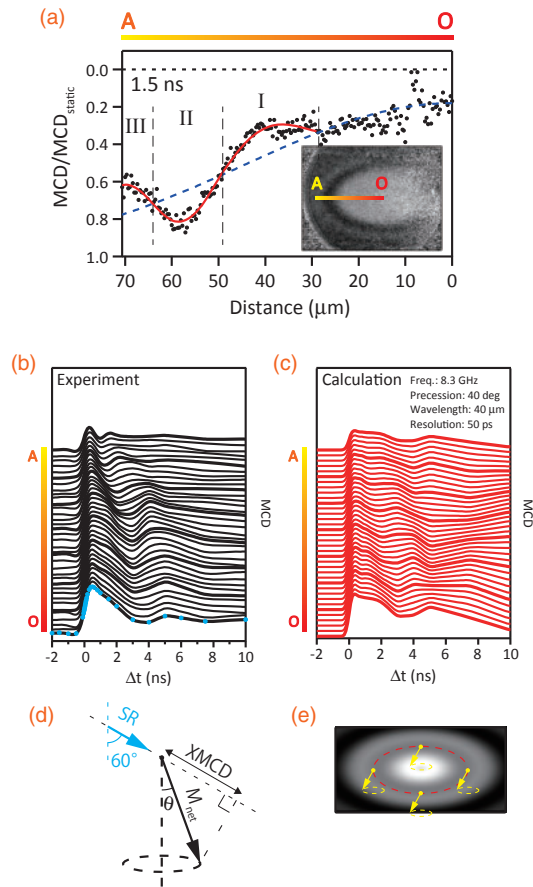 (a)
A O
1.5 ns
III II I
A O
MCD/MCDstatic
0.0
0.2
0.4
0.6
0.8
1.0
70 60 50 40 30 20 10 0
Distance (μm)
(b)
Experiment
A
O
MCD
-2 0 2 4 6 8 10
Δt (ns)
(c)
Calculation
Freq.: 8.3 GHz
Precession: 40 deg
Wavelength: 40 μm
Resolution: 50 ps
A
O
MCD
-2 0 2 4 6 8 10
Δt (ns)
(d)
SR
60°
XMCD
θ
Mnet
(e)